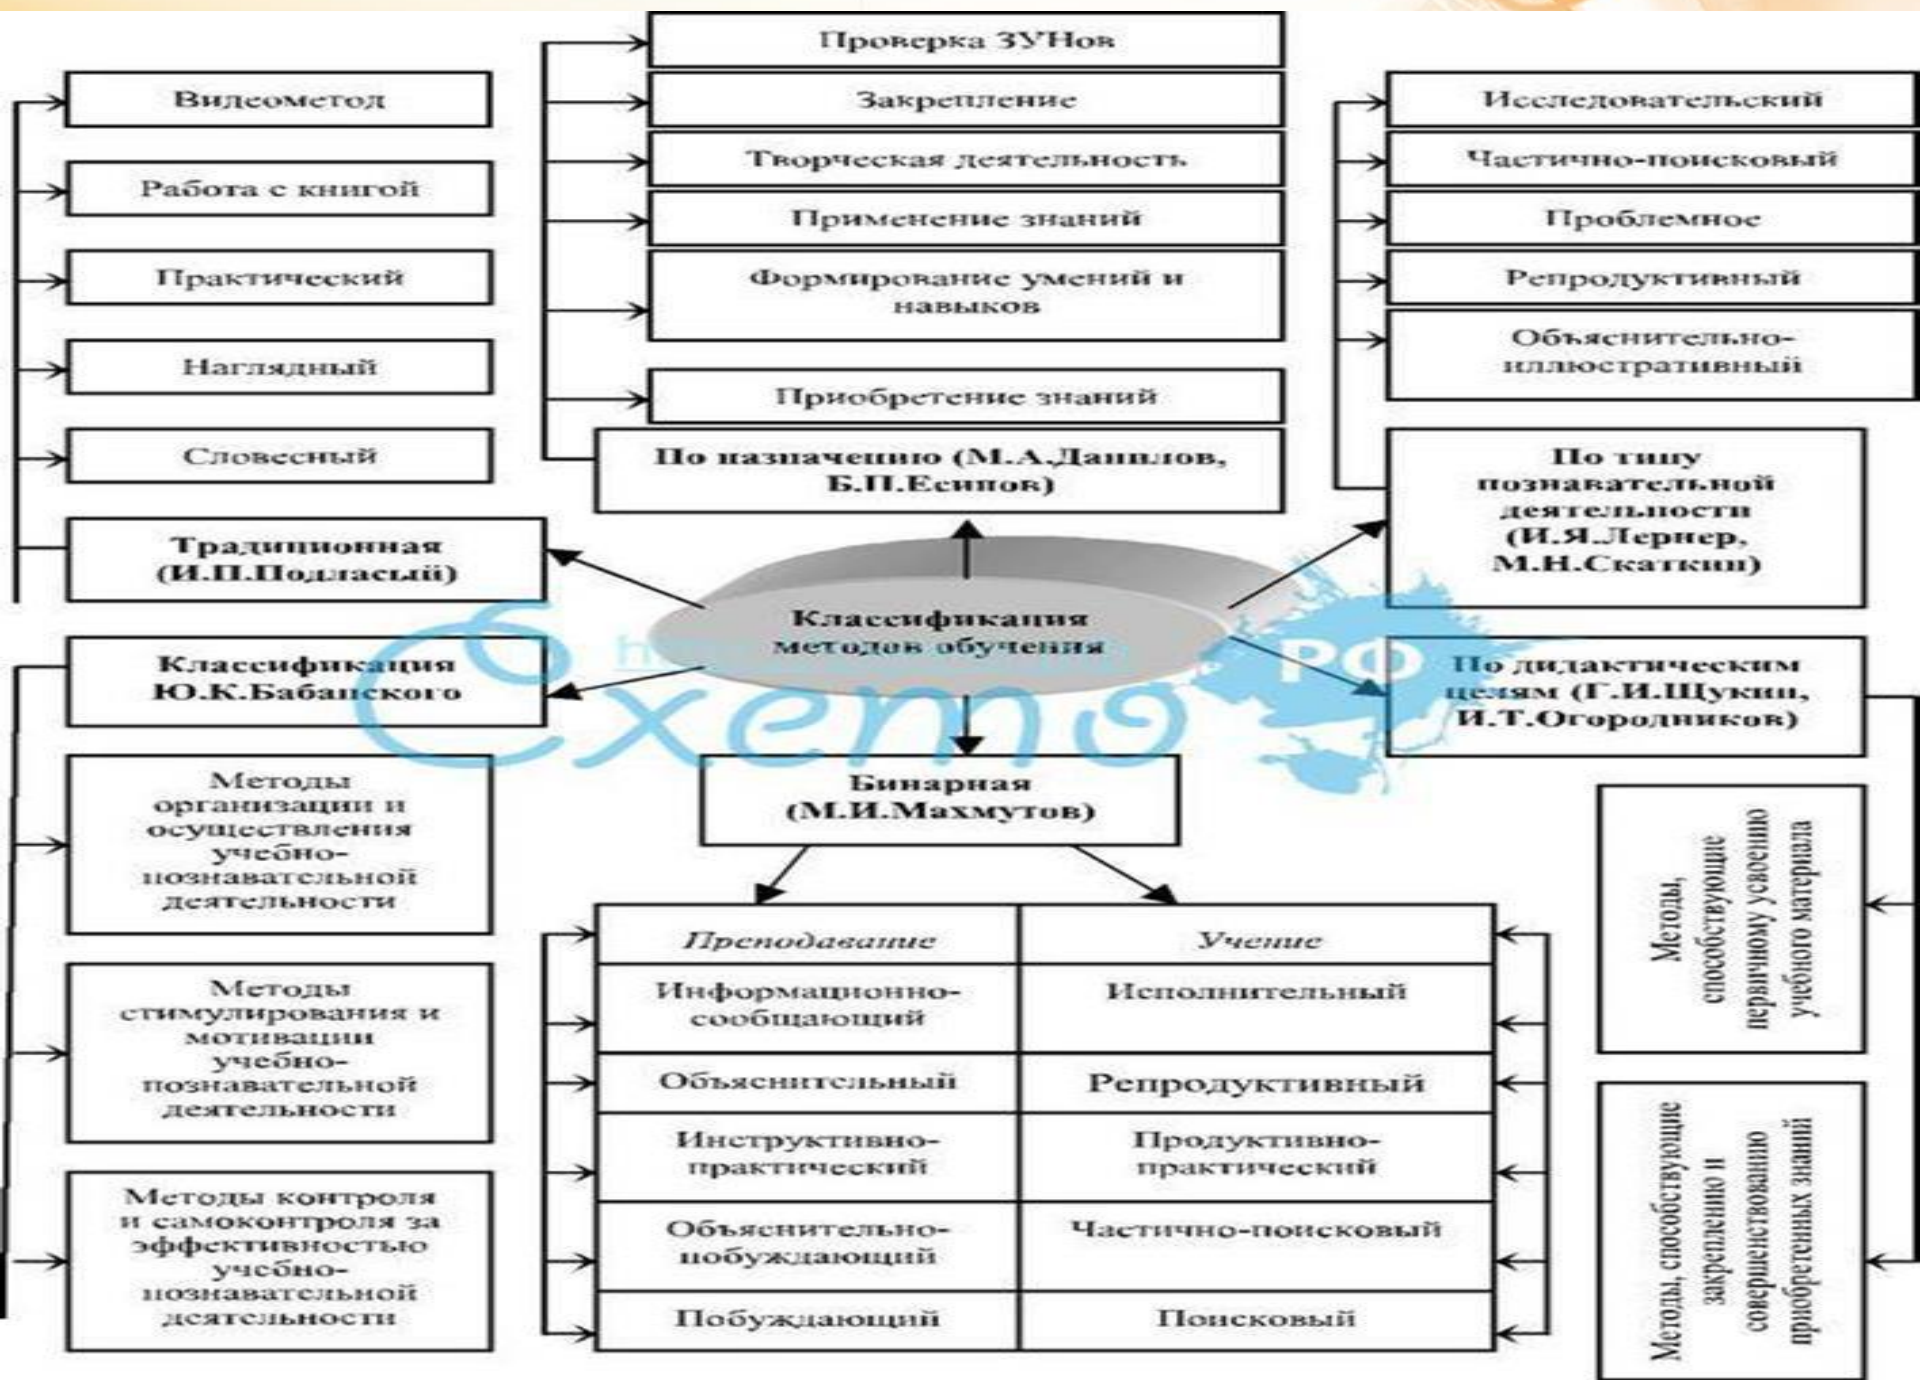 Проверка ЗУНов
Закрепление
Творческая деятельность
Применение знаний
Формирование умений и
навыков
Приобретение знаний
По назначению (М.А.Данилов,
Б.П.Есипов)
Видеометод
Работа с книгой
Практический
Наглядный
Словесный
Традиционная
(И.П.Подласый)
Исследовательский
Частично-поисковый
Проблемное
Репродуктивный
Объяснительно-
иллюстративный
По типу
познавательной
деятельности
(И.Я.Лернер,
М.Н.Скаткин)
Классификация
методов обучения
Схемо
РФ
Классификация
Ю.К.Бабанского
Методы
организации и
осуществления
учебно-
познавательной
деятельности
Методы
стимулирования и
мотивации
учебно-
познавательной
деятельности
Методы контроля
и самоконтроля за
эффективностью
учебно-
познавательной
деятельности
Бинарная
(М.И.Махмутов)
Преподавание
Учение
Информационно-
сообщающий
Исполнительный
Объяснительный
Репродуктивный
Инструктивно-
практический
Продуктивно-
практический
Объяснительно-
побуждающий
Частично-поисковый
Побуждающий
Поисковый
По дидактическим
целям (Г.И.Щукин,
И.Т.Огородников)
Методы,
способствующие
первичному усвоению
учебного материала
Методы, способствующие
закреплению и
совершенствованию
приобретенных знаний